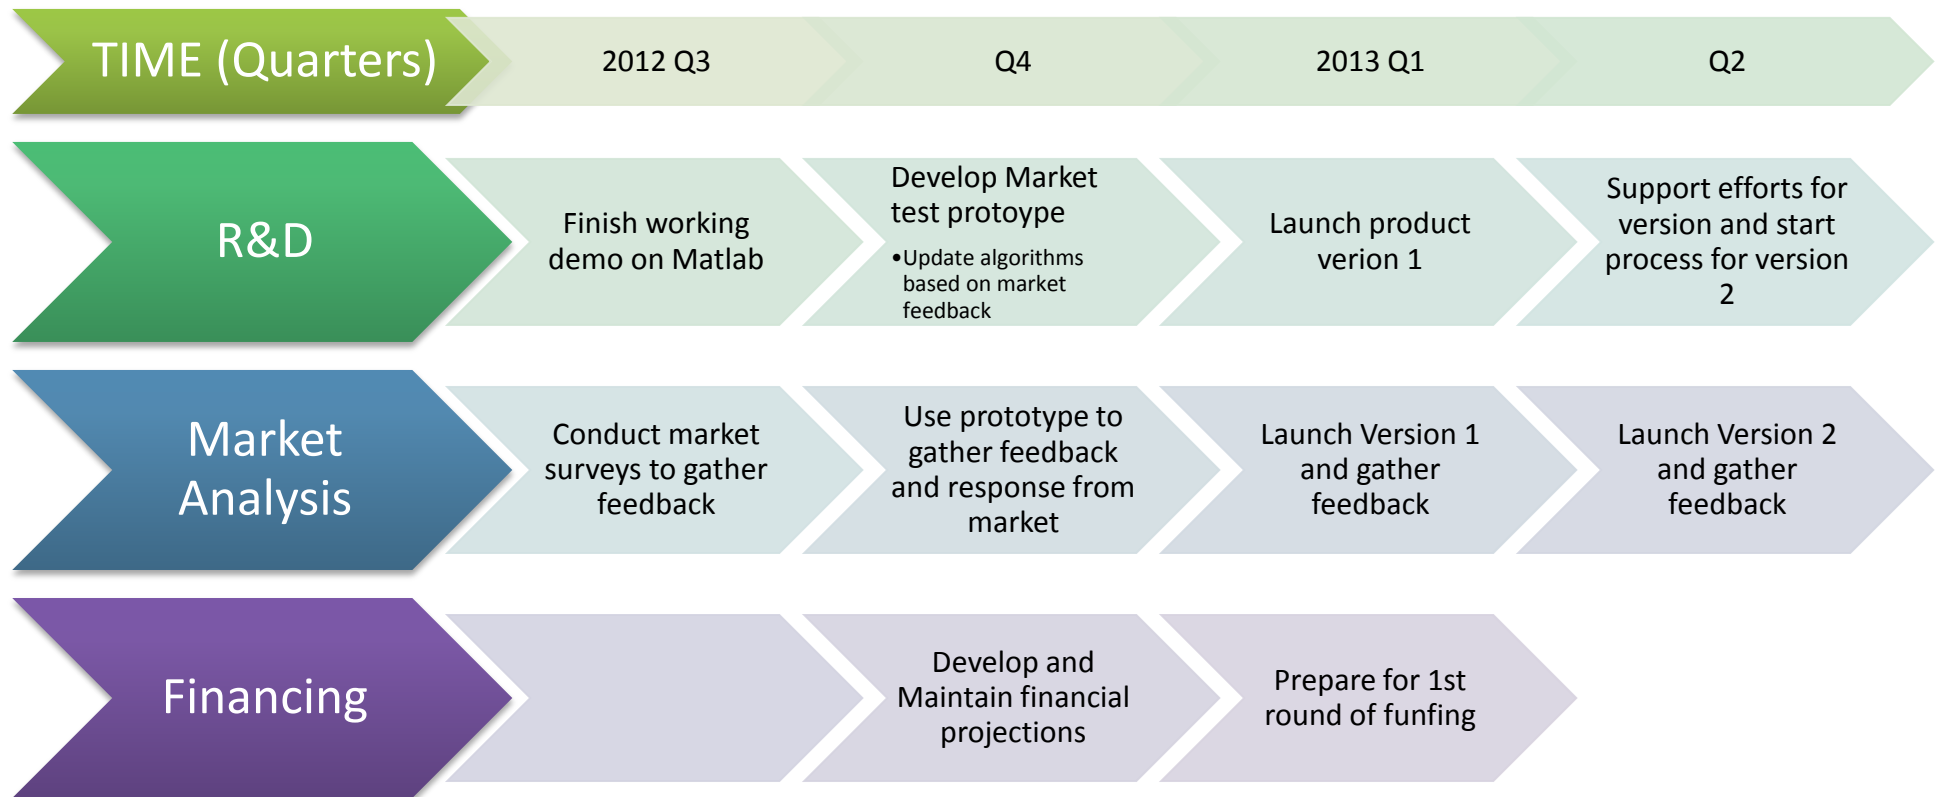 TIME (Quarters)
2012 Q3
Q4
2013 Q1
Q2
R&D
Finish working
demo on Matlab
Develop Market
test protoype
•Update algorithms
based on market
feedback
Launch product
verion 1
Support efforts for
version and start
process for version
2
Market
Analysis
Conduct market
surveys to gather
feedback
Use prototype to
gather feedback
and response from
market
Launch Version 1
and gather
feedback
Launch Version 2
and gather
feedback
Financing
Develop and
Maintain financial
projections
Prepare for 1st
round of funfing